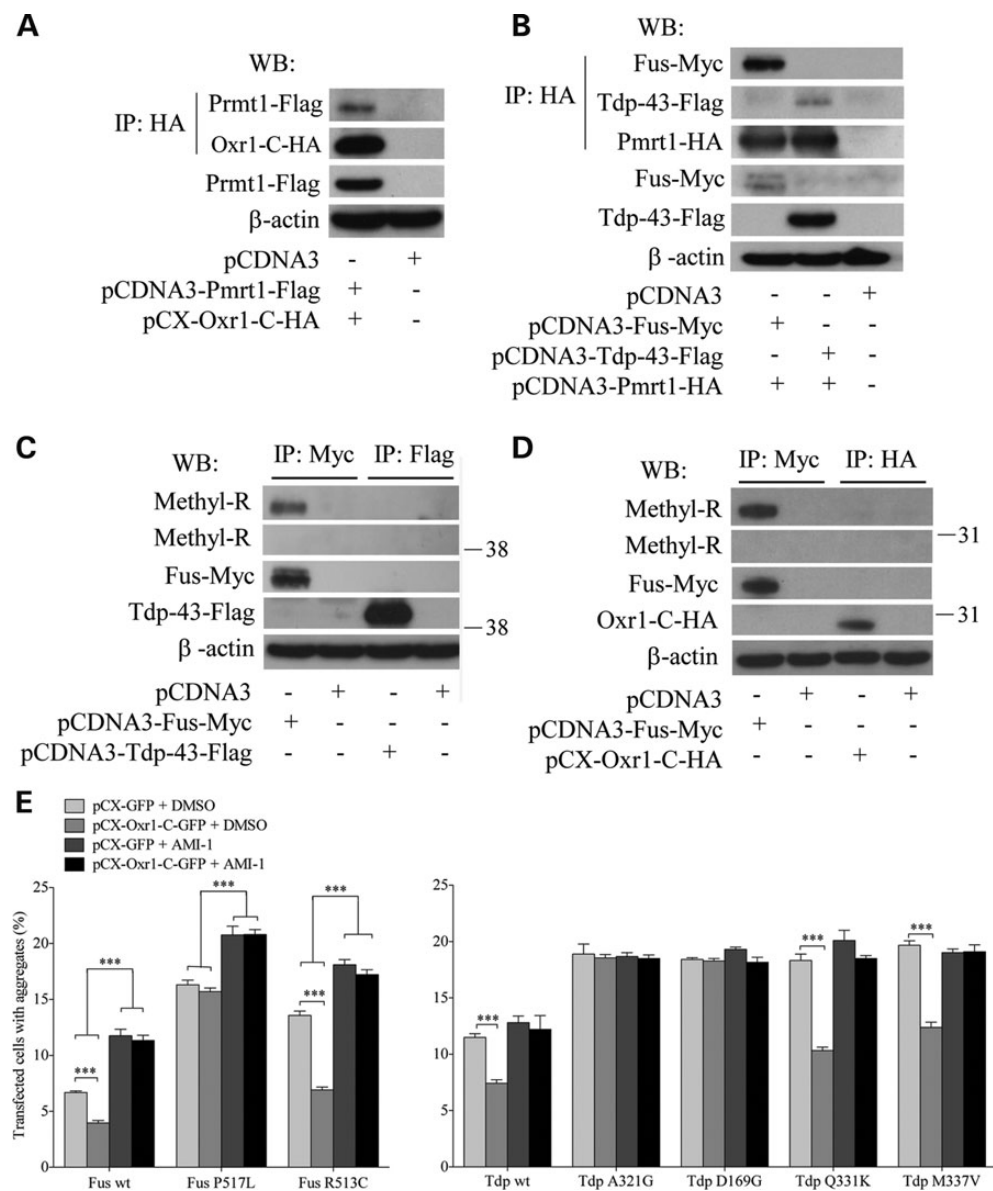 A
WB:
IP: HA
Prmt1-Flag
Oxr1-C-HA
Prmt1-Flag
β-actin
pCDNA3 - +
pCDNA3-Pmrt1-Flag + -
pCX-Oxr1-C-HA + -
B
WB:
IP: HA
Fus-Myc
Tdp-43-Flag
Pmrt1-HA
Fus-Myc
Tdp-43-Flag
β -actin
pCDNA3 - - +
pCDNA3-Fus-Myc + - -
pCDNA3-Tdp-43-Flag - + -
pCDNA3-Pmrt1-HA + + -
C
WB: IP: Myc IP: Flag
Methyl-R
Methyl-R —38
Fus-Myc
Tdp-43-Flag —38
β -actin
pCDNA3 - + - +
pCDNA3-Fus-Myc + - - -
pCDNA3-Tdp-43-Flag - - + -
D
WB: IP: Myc IP: HA
Methyl-R —31
Methyl-R
Fus-Myc
Oxr1-C-HA —31
β-actin
pCDNA3 - + - +
pCDNA3-Fus-Myc + - - -
pCX-Oxr1-C-HA - - + -
E
pCX-GFP + DMSO
pCX-Oxr1-C-GFP + DMSO
pCX-GFP + AMI-1
pCX-Oxr1-C-GFP + AMI-1
Transfected cells with aggregates (%)
25
20
15
10
5
0
*** *** *** *** ***
Fus wt Fus P517L Fus R513C
25
20
15
10
5
0
*** *** ***
Tdp wt Tdp A321G Tdp D169G Tdp Q331K Tdp M337V